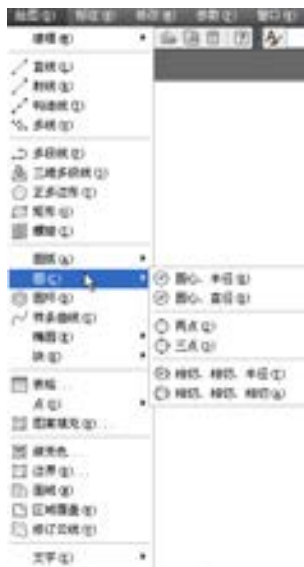 绘图(D) 标注(N) 修改(M) 参数(P) 窗口(W)
建模(M)
直线(L)
射线(R)
构造线(T)
多线(U)
多段线(P)
三维多段线(3)
正多边形(Y)
矩形(G)
螺旋(I)
圆弧(A)
圆(C)
圆环(D)
样条曲线(S)
椭圆(E)
块(K)
表格...
点(O)
图案填充(H)...
渐变色...
边界(B)...
面域(N)
区域覆盖(W)
修订云线(V)
文字(X)
圆心、半径(R)
圆心、直径(D)
两点(2)
三点(3)
相切、相切、半径(T)
相切、相切、相切(A)